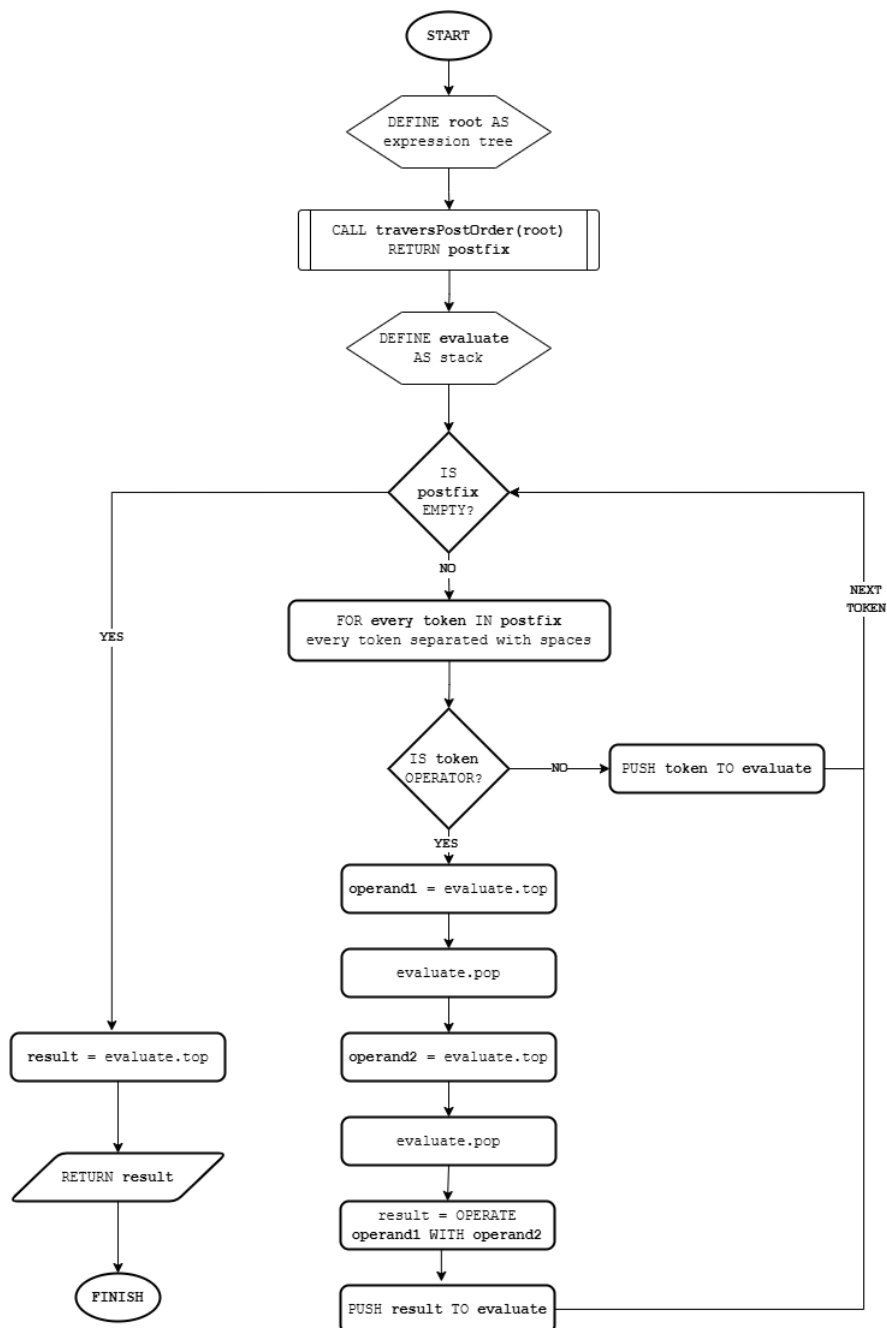 START
DEFINE root AS
expression tree
CALL traversPostOrder(root)
RETURN postfix
DEFINE evaluate
AS stack
IS
postfix
EMPTY?
NO
YES
NEXT
TOKEN
FOR every token IN postfix
every token separated with spaces
IS token
OPERATOR?
NO
PUSH token TO evaluate
YES
operand1 = evaluate.top
evaluate.pop
operand2 = evaluate.top
evaluate.pop
result = OPERATE
operand1 WITH operand2
PUSH result TO evaluate
result = evaluate.top
RETURN result
FINISH